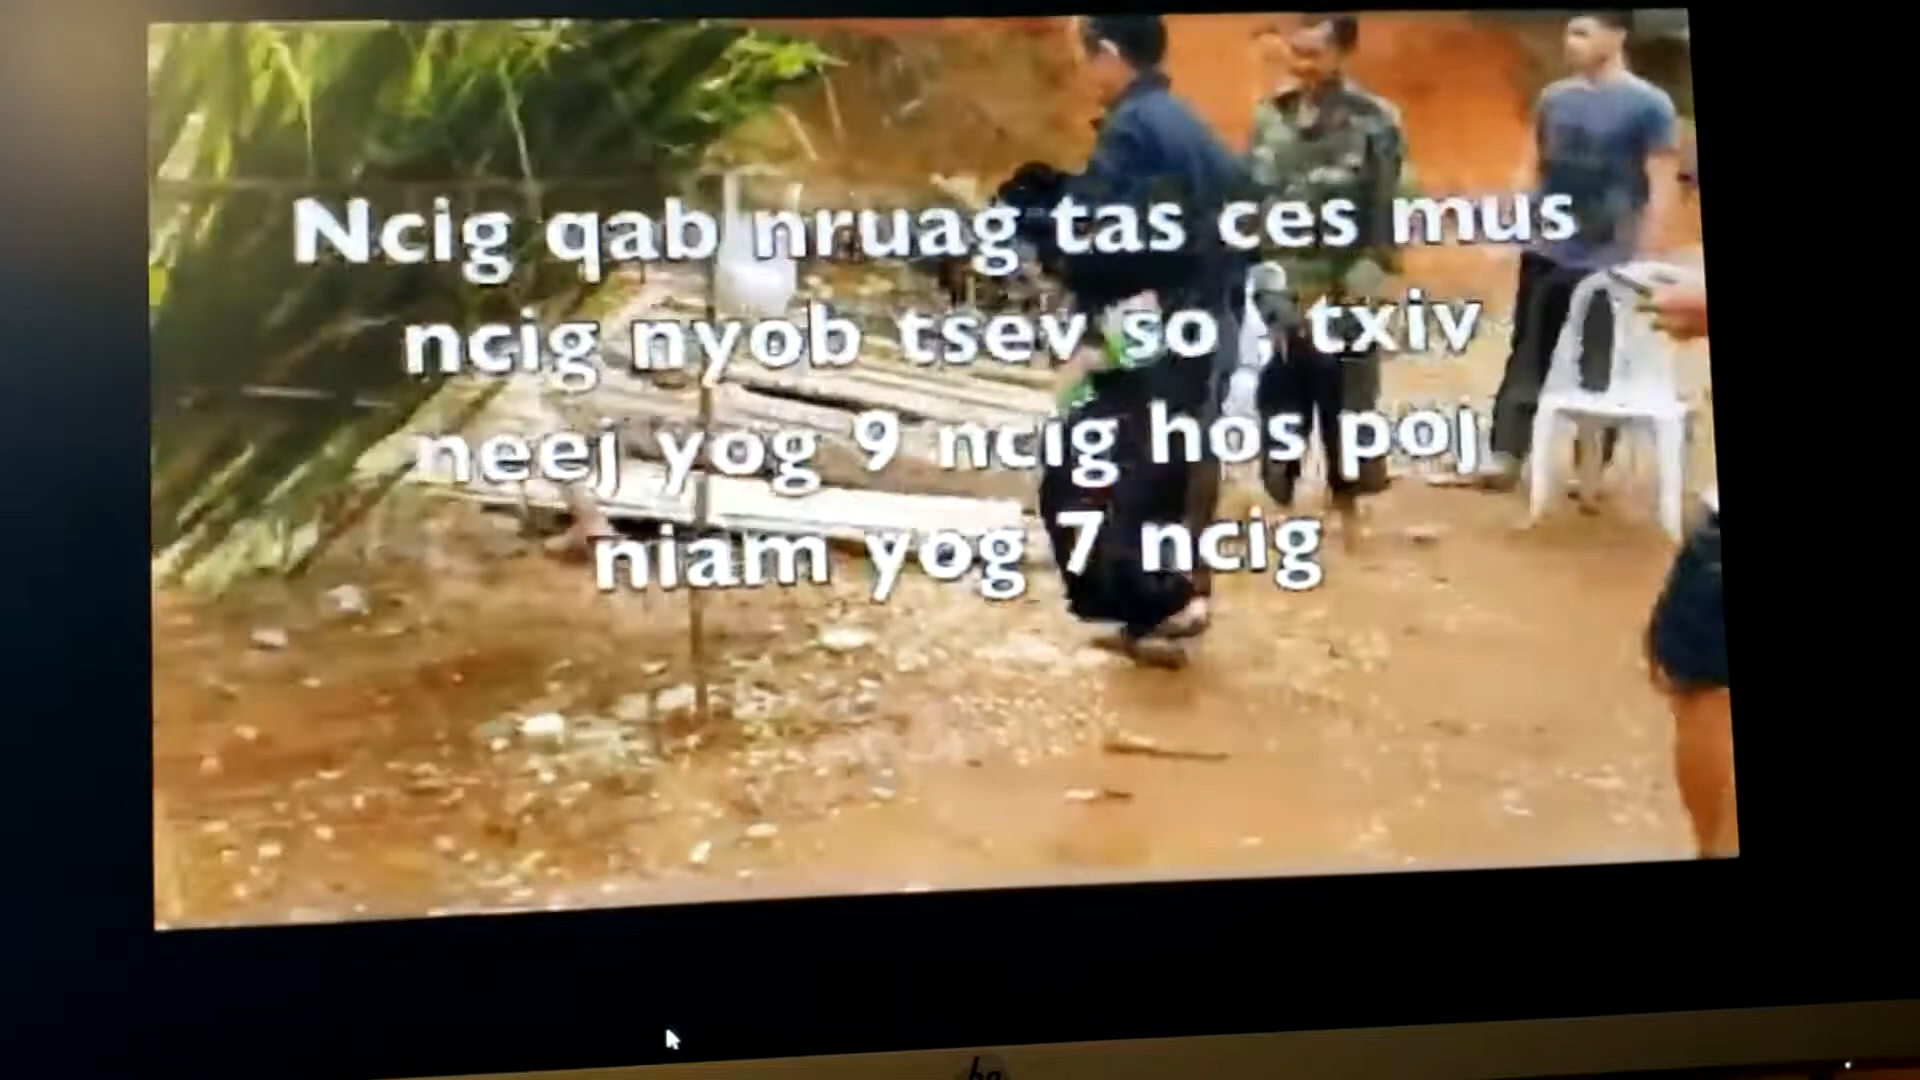 Ncig qab nruag tas ces mus
ncig nyob tsev so , txiv
neej yog 9 ncig hos poj
niam yog 7 ncig
hp